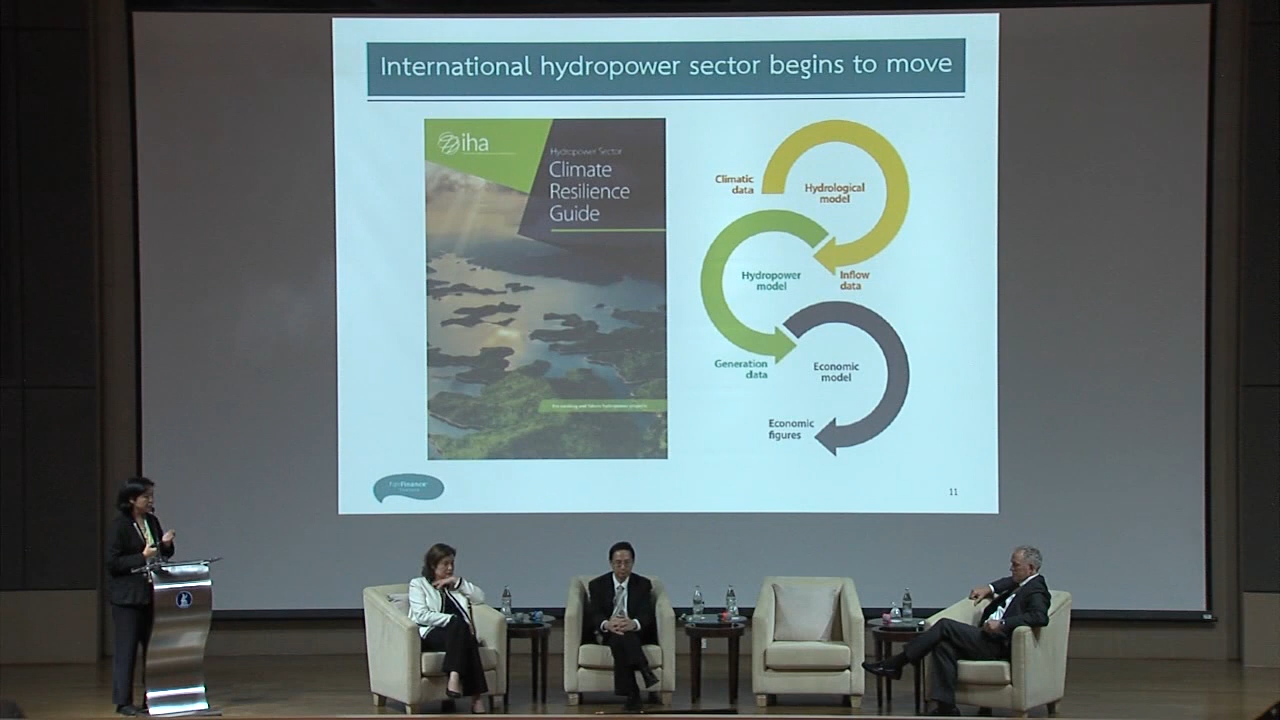 International hydropower sector begins to move
iha
Hydropower Sector
Climate
Resilience
Guide
Climatic
data
Hydrological
model
Hydropower
model
Inflow
data
Generation
data
Economic
model
Economic
figures
FairFinance
11